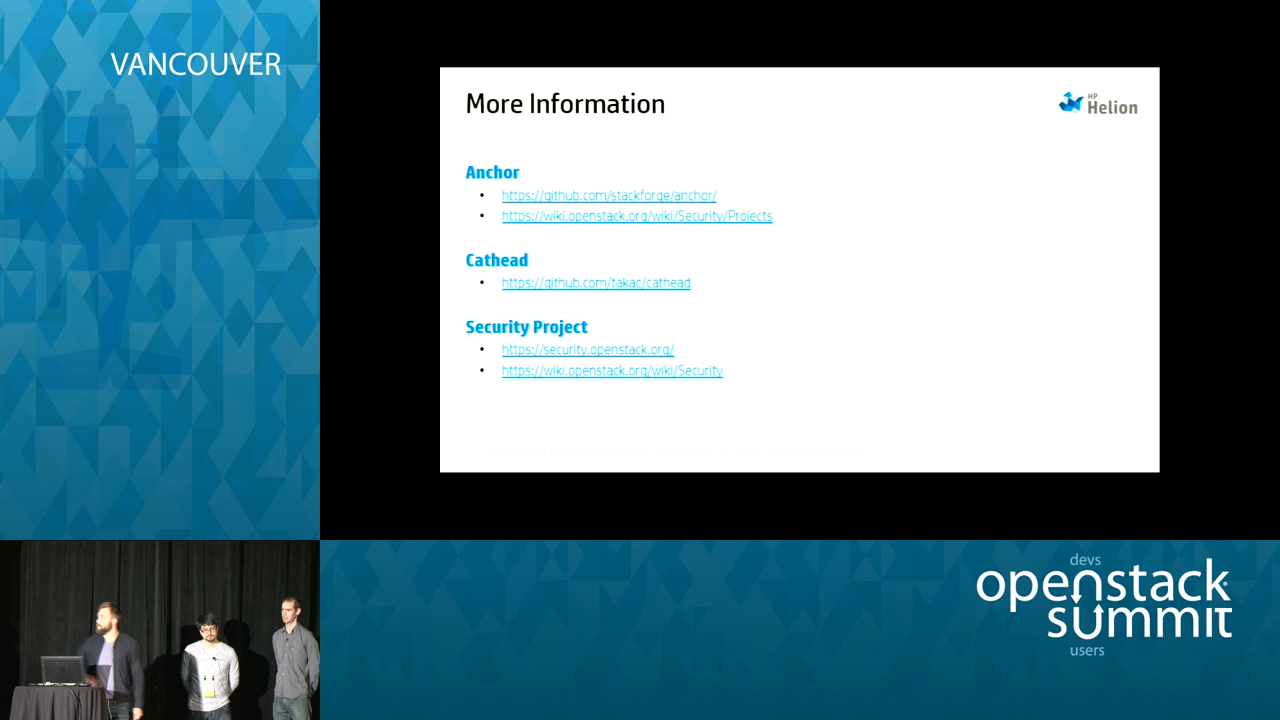 VANCOUVER
More Information
HP
Helion
Anchor
• https://github.com/stackforge/anchor/
• https://wiki.openstack.org/wiki/Security/Projects
Cathead
• https://github.com/takac/cathead
Security Project
• https://security.openstack.org/
• https://wiki.openstack.org/wiki/Security
devs
openstack
summit
users